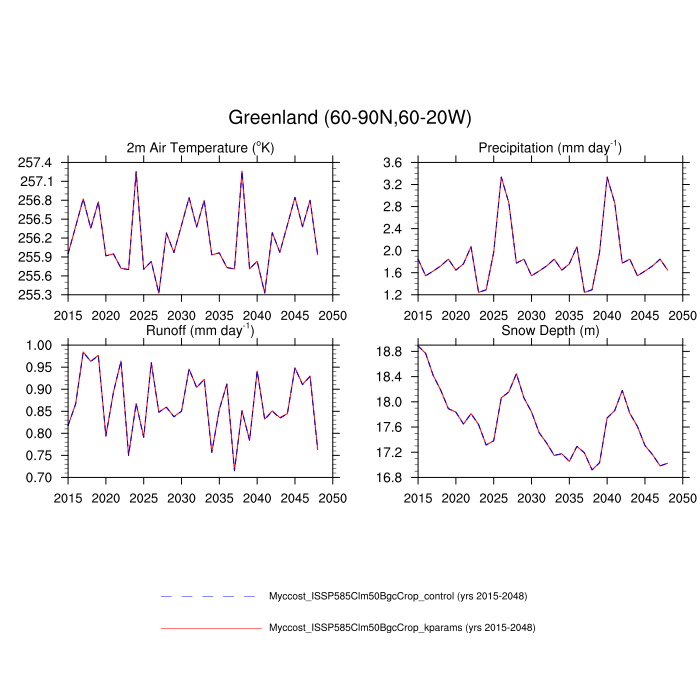 Greenland (60-90N,60-20W)
2m Air Temperature (°K)
257.4
257.1
256.8
256.5
256.2
255.9
255.6
255.3
2015 2020 2025 2030 2035 2040 2045 2050
Precipitation (mm day-1)
3.6
3.2
2.8
2.4
2.0
1.6
1.2
2015 2020 2025 2030 2035 2040 2045 2050
Runoff (mm day-1)
1.00
0.95
0.90
0.85
0.80
0.75
0.70
2015 2020 2025 2030 2035 2040 2045 2050
Snow Depth (m)
18.8
18.4
18.0
17.6
17.2
16.8
2015 2020 2025 2030 2035 2040 2045 2050
Myccost_ISSP585Clm50BgcCrop_control (yrs 2015-2048)
Myccost_ISSP585Clm50BgcCrop_kparams (yrs 2015-2048)